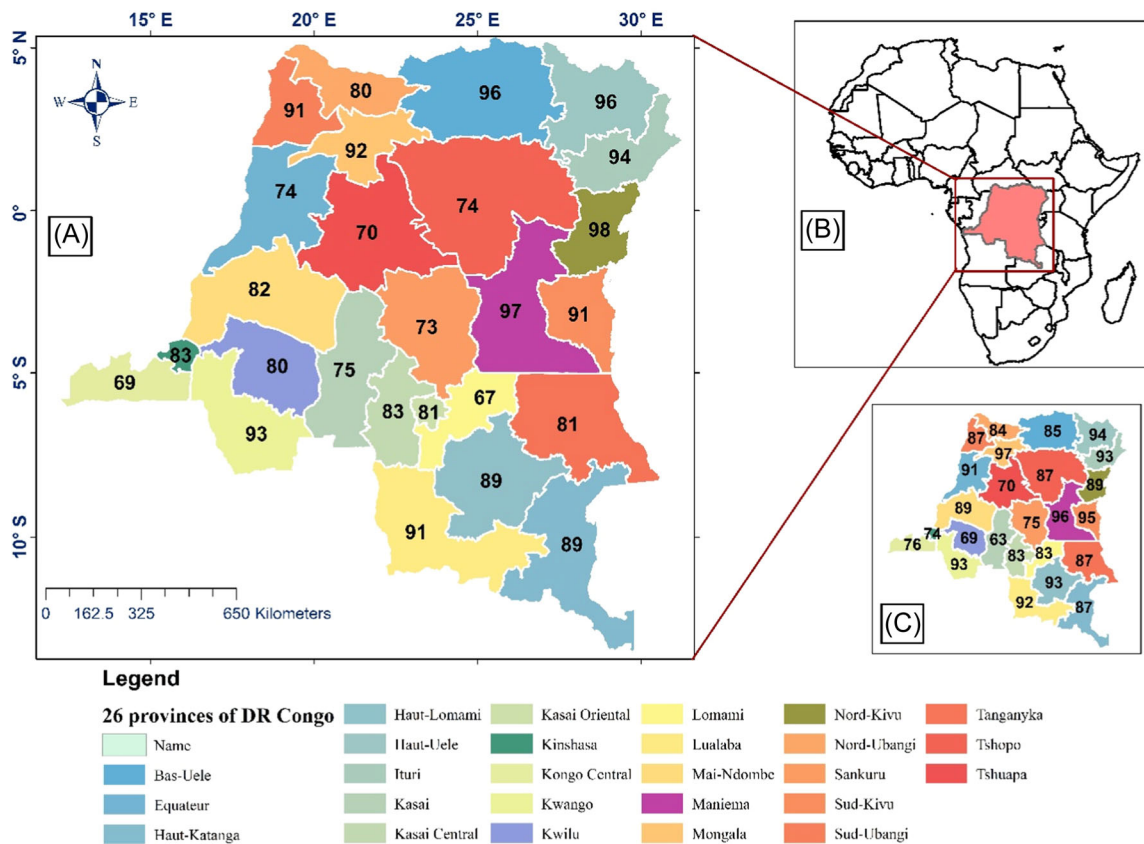 15° E 20° E 25° E 30° E
5° N
0°
5° S
10° S
N
W E
S
(A)
91
80
96
96
92
94
74
70
74
98
82
73
97
91
83
69
80
75
83
81
67
81
93
89
91
89
0 162.5 325 650 Kilometers
(B)
(C)
87
84
85
94
97
93
91
70
87
89
89
75
96
95
74
76
69
63
83
83
87
93
93
92
87
Legend
26 provinces of DR Congo
Name
Bas-Uele
Equateur
Haut-Katanga
Haut-Lomami
Haut-Uele
Ituri
Kasai
Kasai Central
Kasai Oriental
Kinshasa
Kongo Central
Kwango
Kwilu
Lomami
Lualaba
Mai-Ndombe
Maniema
Mongala
Nord-Kivu
Nord-Ubangi
Sankuru
Sud-Kivu
Sud-Ubangi
Tanganyka
Tshopo
Tshuapa